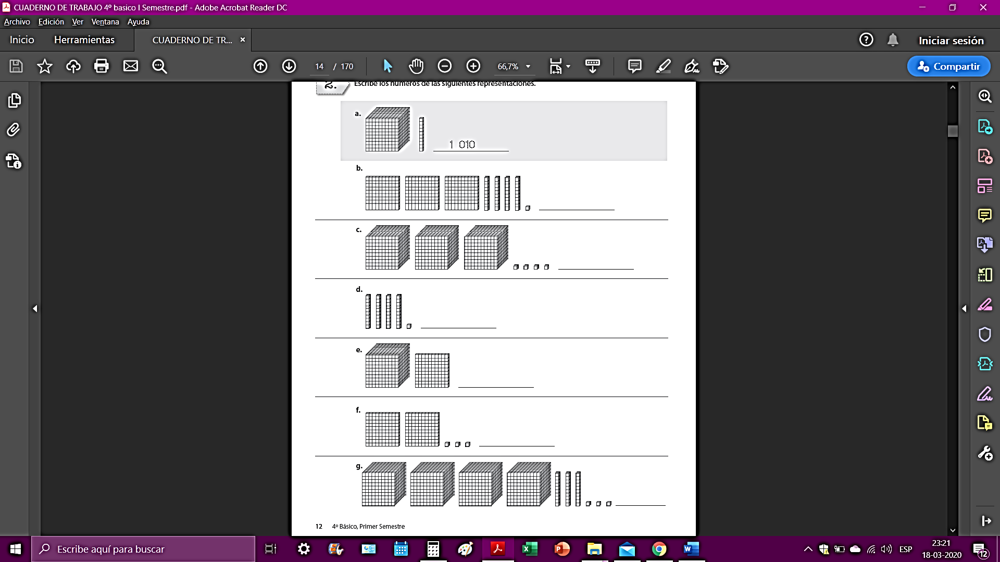 CUADERNO DE TRABAJO 4º basico I Semestre.pdf - Adobe Acrobat Reader DC
Archivo Edición Ver Ventana Ayuda
Inicio Herramientas CUADERNO DE TR... Iniciar sesión
14 / 170 66,7% Compartir
2. Escribe los números de las siguientes representaciones.
a.
1 010
b.
c.
d.
e.
f.
g.
12 4º Básico, Primer Semestre
Escribe aquí para buscar
ESP
23:21
18-03-2020
12